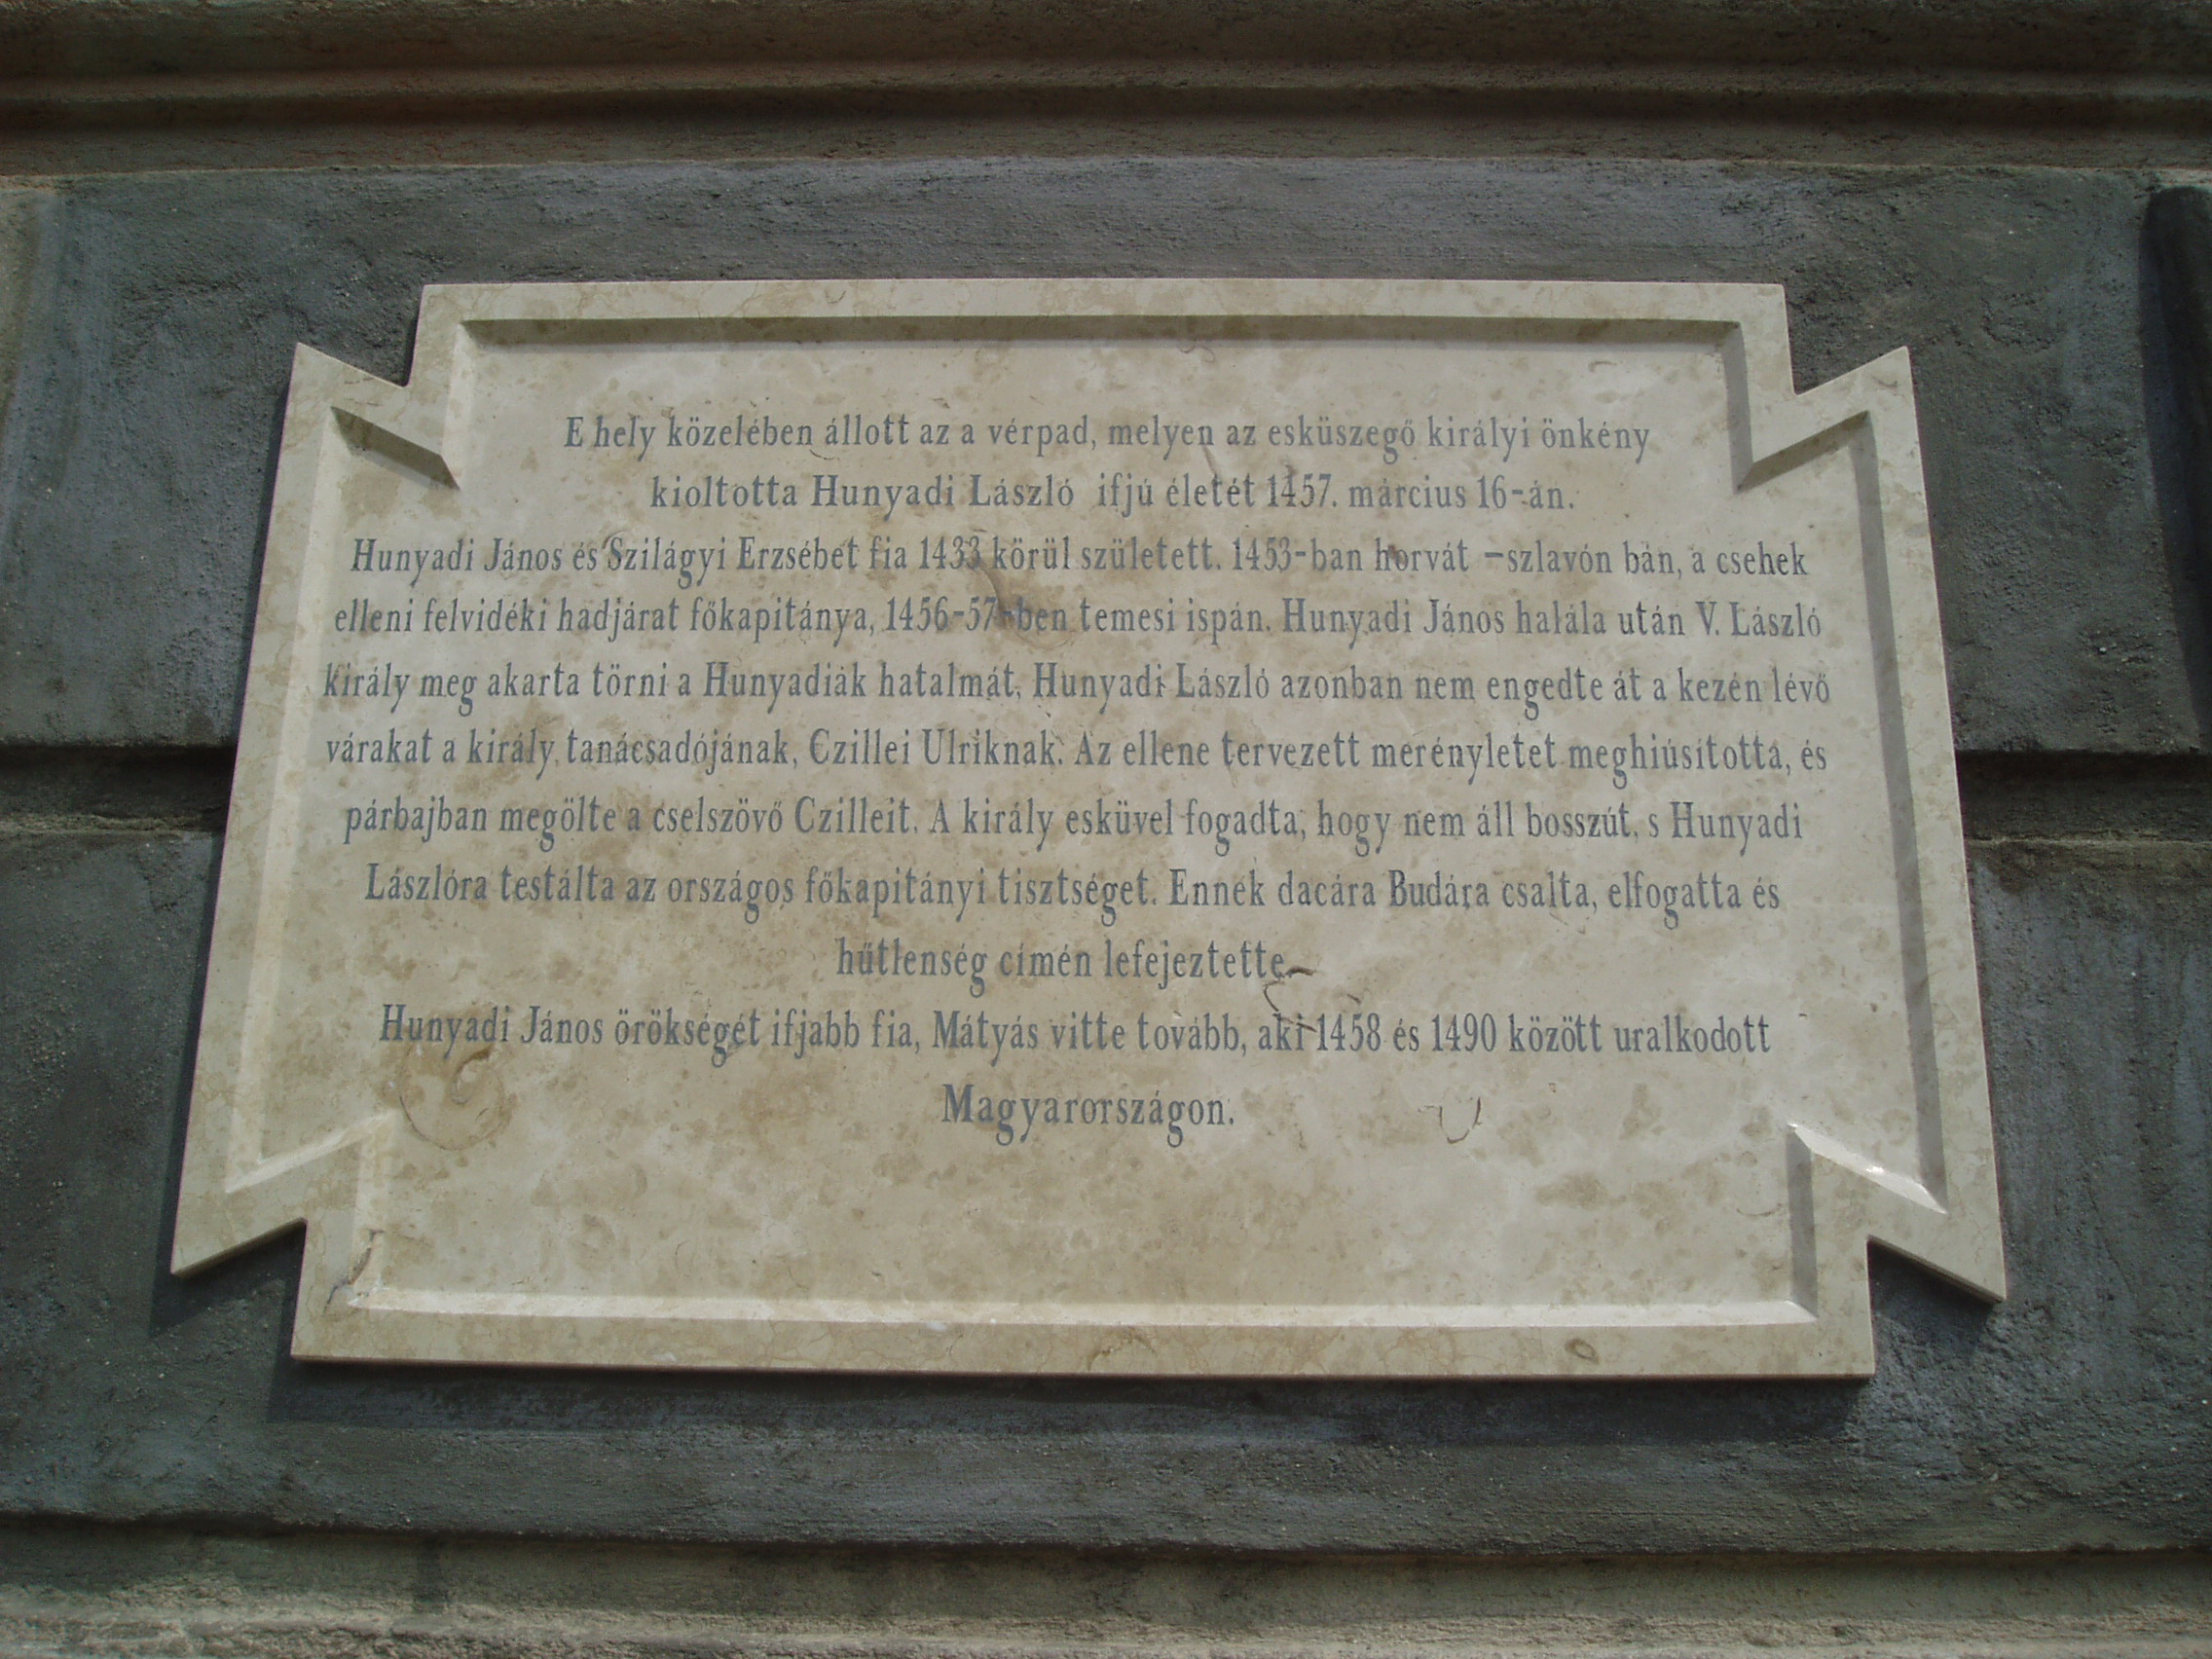 E hely közelében állott az a vérpad, melyen az esküszegő királyi önkény
kioltotta Hunyadi László ifjú életét 1457. március 16-án.
Hunyadi János és Szilágyi Erzsébet fia 1433 körül született. 1453-ban horvát –szlavón bán, a csehek
elleni felvidéki hadjárat főkapitánya, 1456-57-ben temesi ispán. Hunyadi János halála után V. László
király meg akarta törni a Hunyadiák hatalmát, Hunyadi László azonban nem engedte át a kezén lévő
várakat a király tanácsadójának, Czillei Ulriknak. Az ellene tervezett merényletet meghiúsította, és
párbajban megölte a cselszövő Czilleit. A király esküvel fogadta, hogy nem áll bosszút, s Hunyadi
Lászlóra testálta az országos főkapitányi tisztséget. Ennek dacára Budára csalta, elfogatta és
hűtlenség címén lefejeztette.
Hunyadi János örökségét ifjabb fia, Mátyás vitte tovább, aki 1458 és 1490 között uralkodott
Magyarországon.